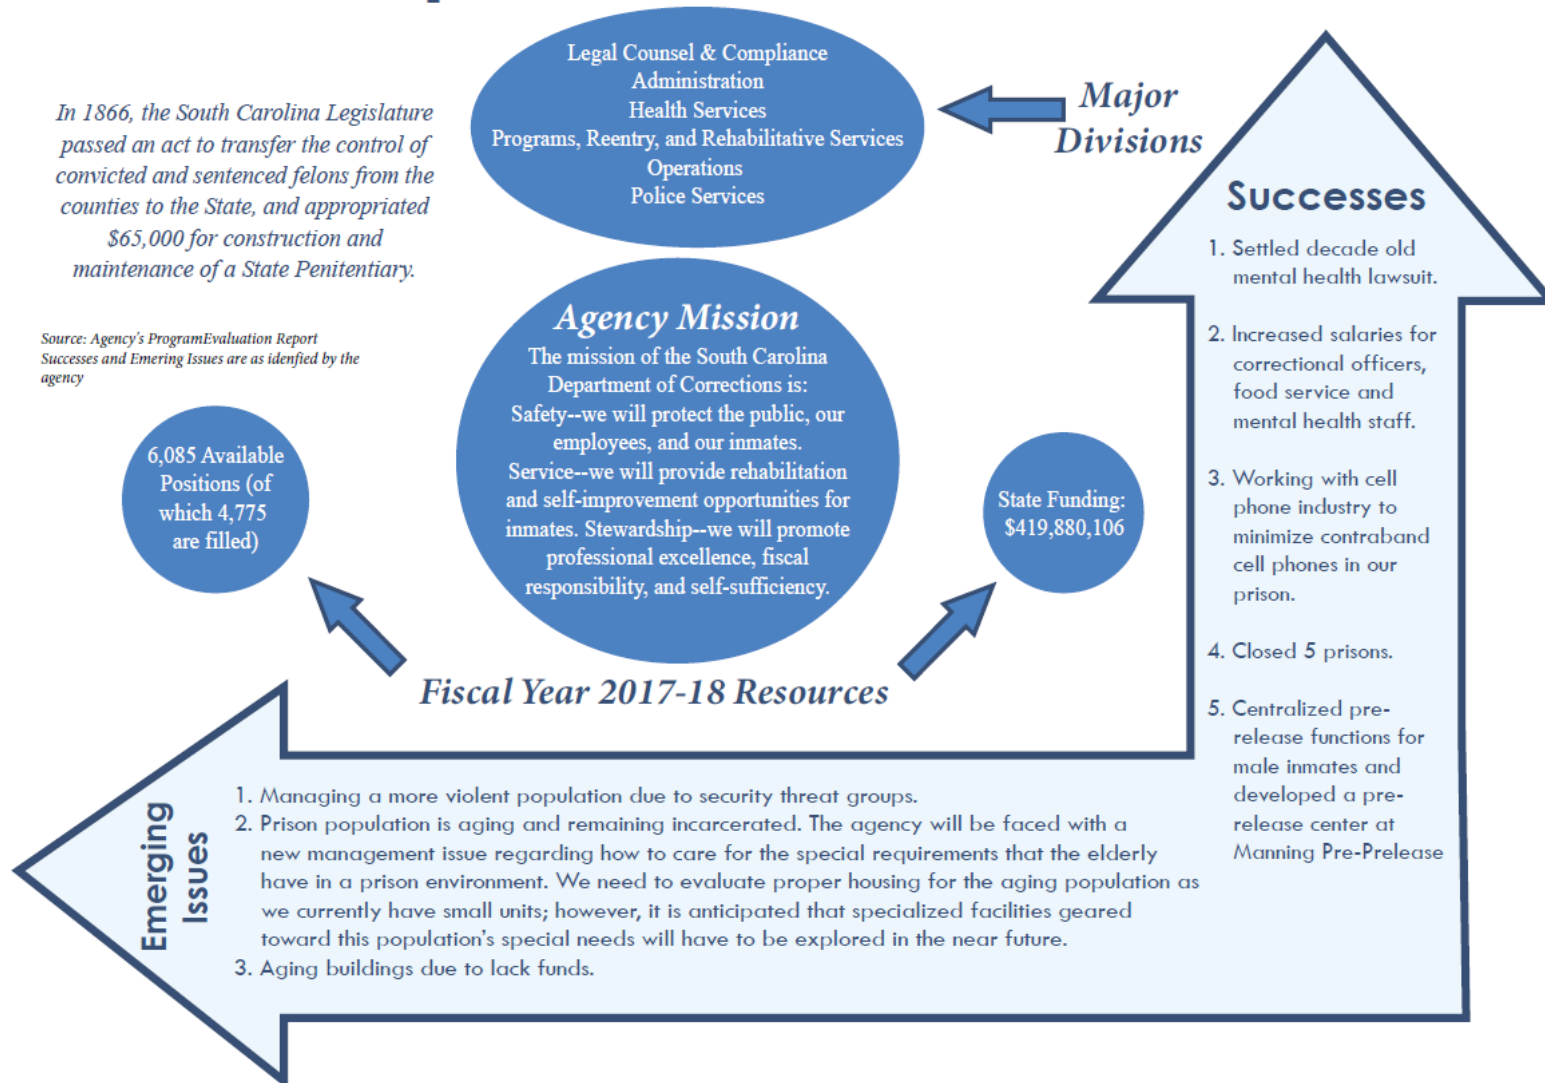 In 1866, the South Carolina Legislature
passed an act to transfer the control of
convicted and sentenced felons from the
counties to the State, and appropriated
$65,000 for construction and
maintenance of a State Penitentiary.
Source: Agency's ProgramEvaluation Report
Successes and Emering Issues are as idenfied by the
agency
Legal Counsel & Compliance
Administration
Health Services
Programs, Reentry, and Rehabilitative Services
Operations
Police Services
Major
Divisions
Agency Mission
The mission of the South Carolina
Department of Corrections is:
Safety--we will protect the public, our
employees, and our inmates.
Service--we will provide rehabilitation
and self-improvement opportunities for
inmates. Stewardship--we will promote
professional excellence, fiscal
responsibility, and self-sufficiency.
6,085 Available
Positions (of
which 4,775
are filled)
State Funding:
$419,880,106
Fiscal Year 2017-18 Resources
Successes
1. Settled decade old
mental health lawsuit.
2. Increased salaries for
correctional officers,
food service and
mental health staff.
3. Working with cell
phone industry to
minimize contraband
cell phones in our
prison.
4. Closed 5 prisons.
5. Centralized pre-
release functions for
male inmates and
developed a pre-
release center at
Manning Pre-Prelease
Emerging
Issues
1. Managing a more violent population due to security threat groups.
2. Prison population is aging and remaining incarcerated. The agency will be faced with a
new management issue regarding how to care for the special requirements that the elderly
have in a prison environment. We need to evaluate proper housing for the aging population as
we currently have small units; however, it is anticipated that specialized facilities geared
toward this population's special needs will have to be explored in the near future.
3. Aging buildings due to lack funds.